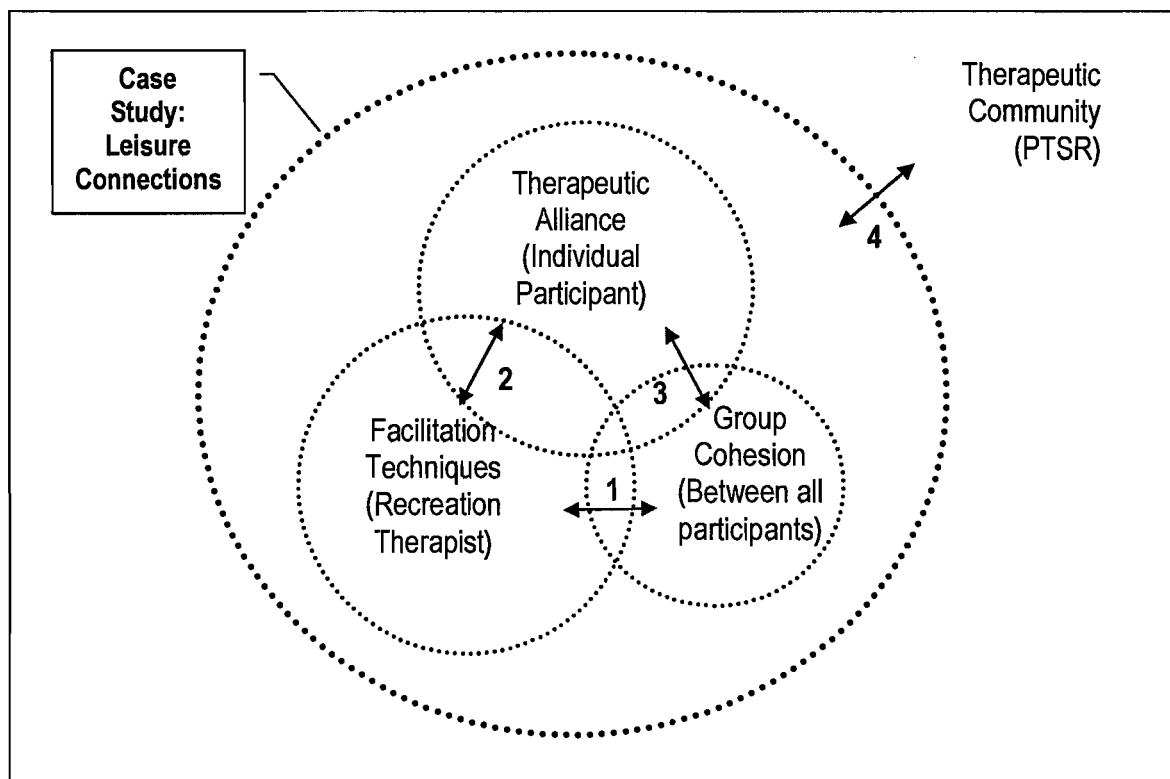 Case
Study:
Leisure
Connections
Therapeutic
Community
(PTSR)
4
Therapeutic
Alliance
(Individual
Participant)
2
3
Facilitation
Techniques
(Recreation
Therapist)
1
Group
Cohesion
(Between all
participants)